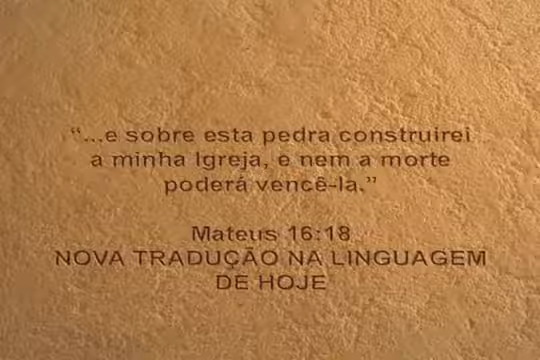 “...e sobre esta pedra construirei
a minha Igreja, e nem a morte
poderá vencê-la.”
Mateus 16:18
NOVA TRADUÇÃO NA LINGUAGEM
DE HOJE